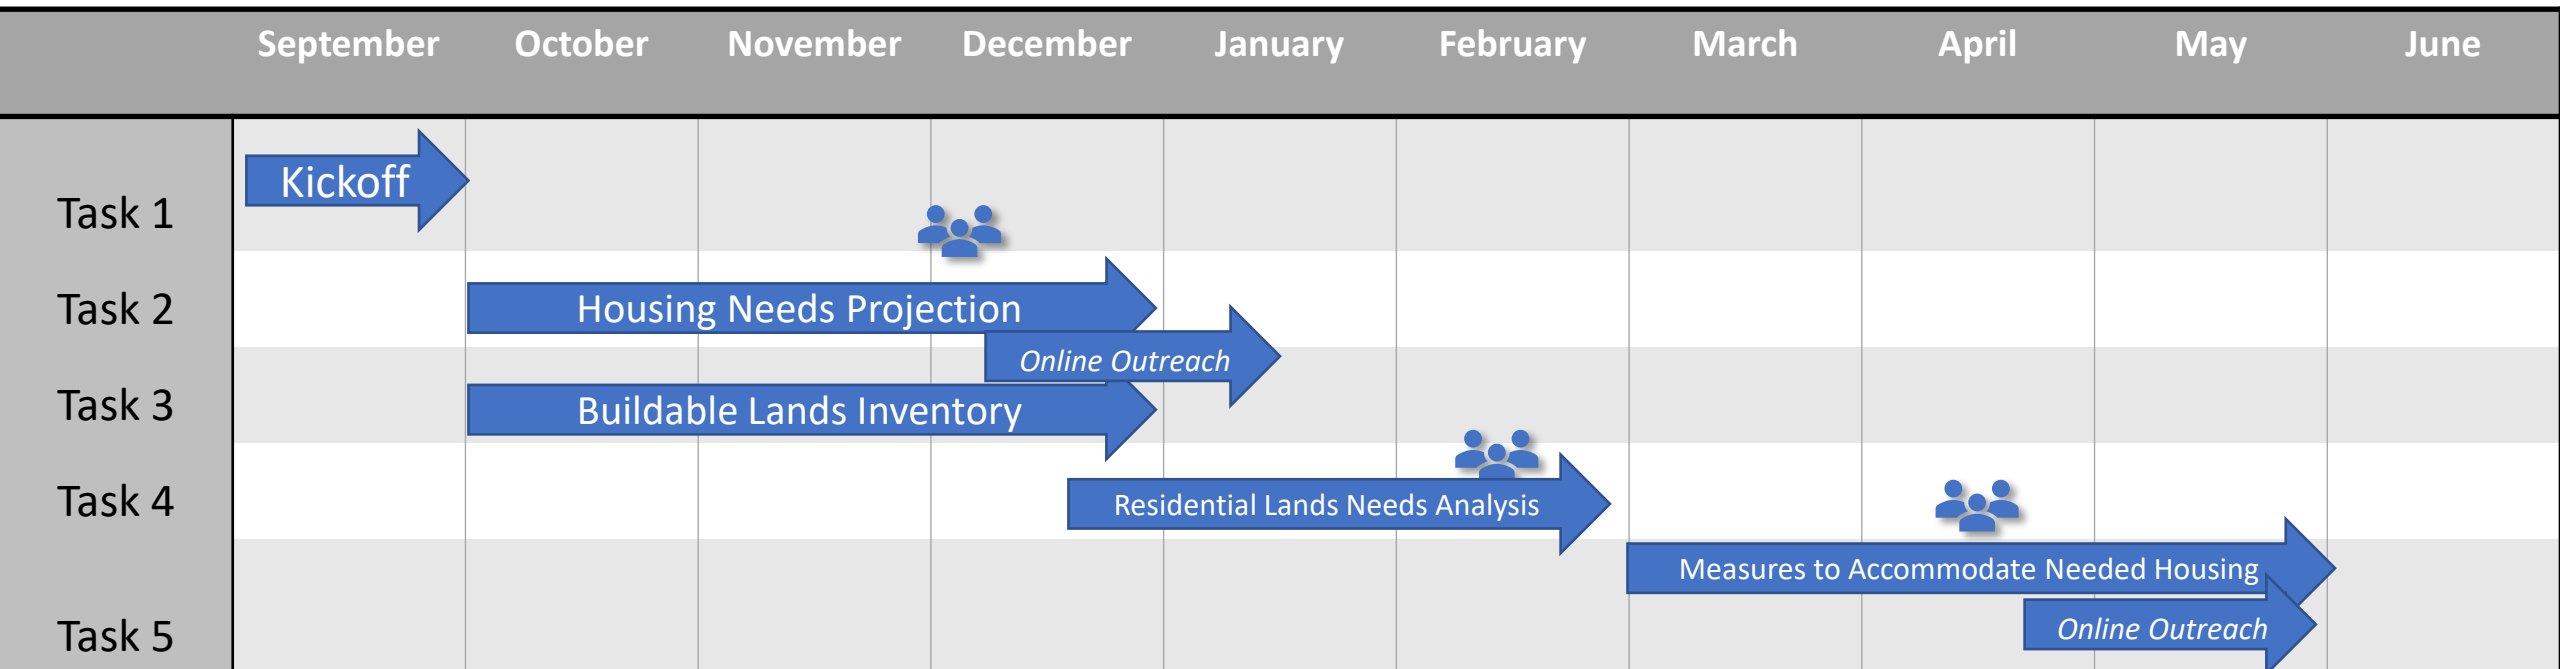 September October November December January February March April May June
Kickoff
Task 1
Task 2
Housing Needs Projection
Online Outreach
Task 3
Buildable Lands Inventory
Task 4
Residential Lands Needs Analysis
Measures to Accommodate Needed Housing
Task 5
Online Outreach